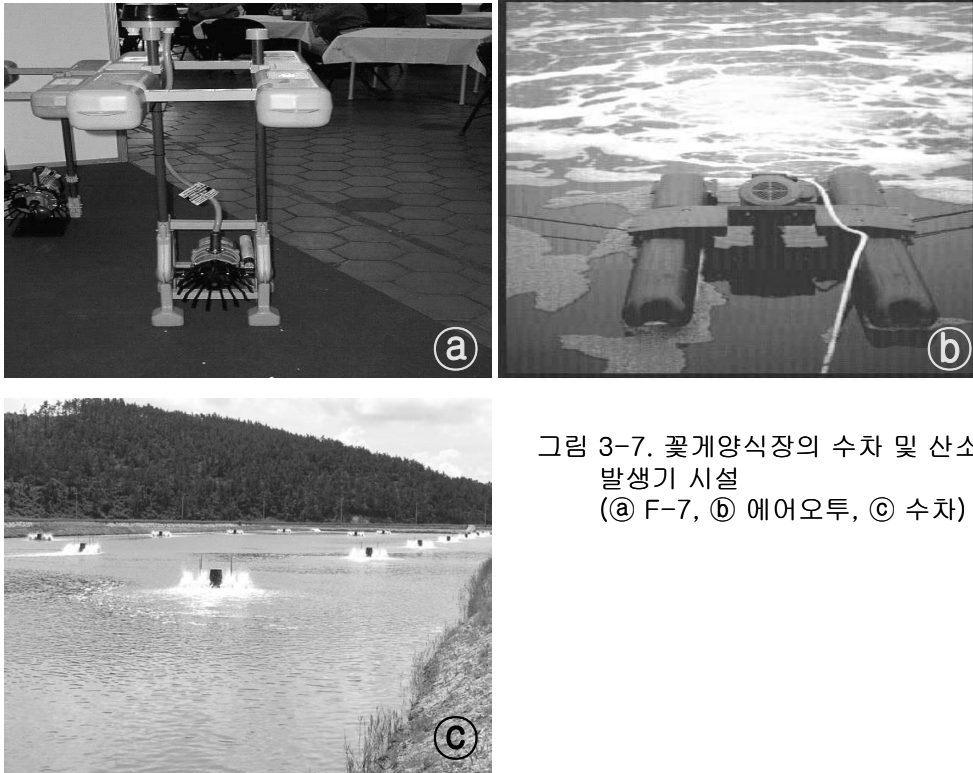 ⓐ
ⓑ
ⓒ
그림 3-7. 꽃게양식장의 수차 및 산소
발생기 시설
(ⓐ F-7, ⓑ 에어오투, ⓒ 수차)